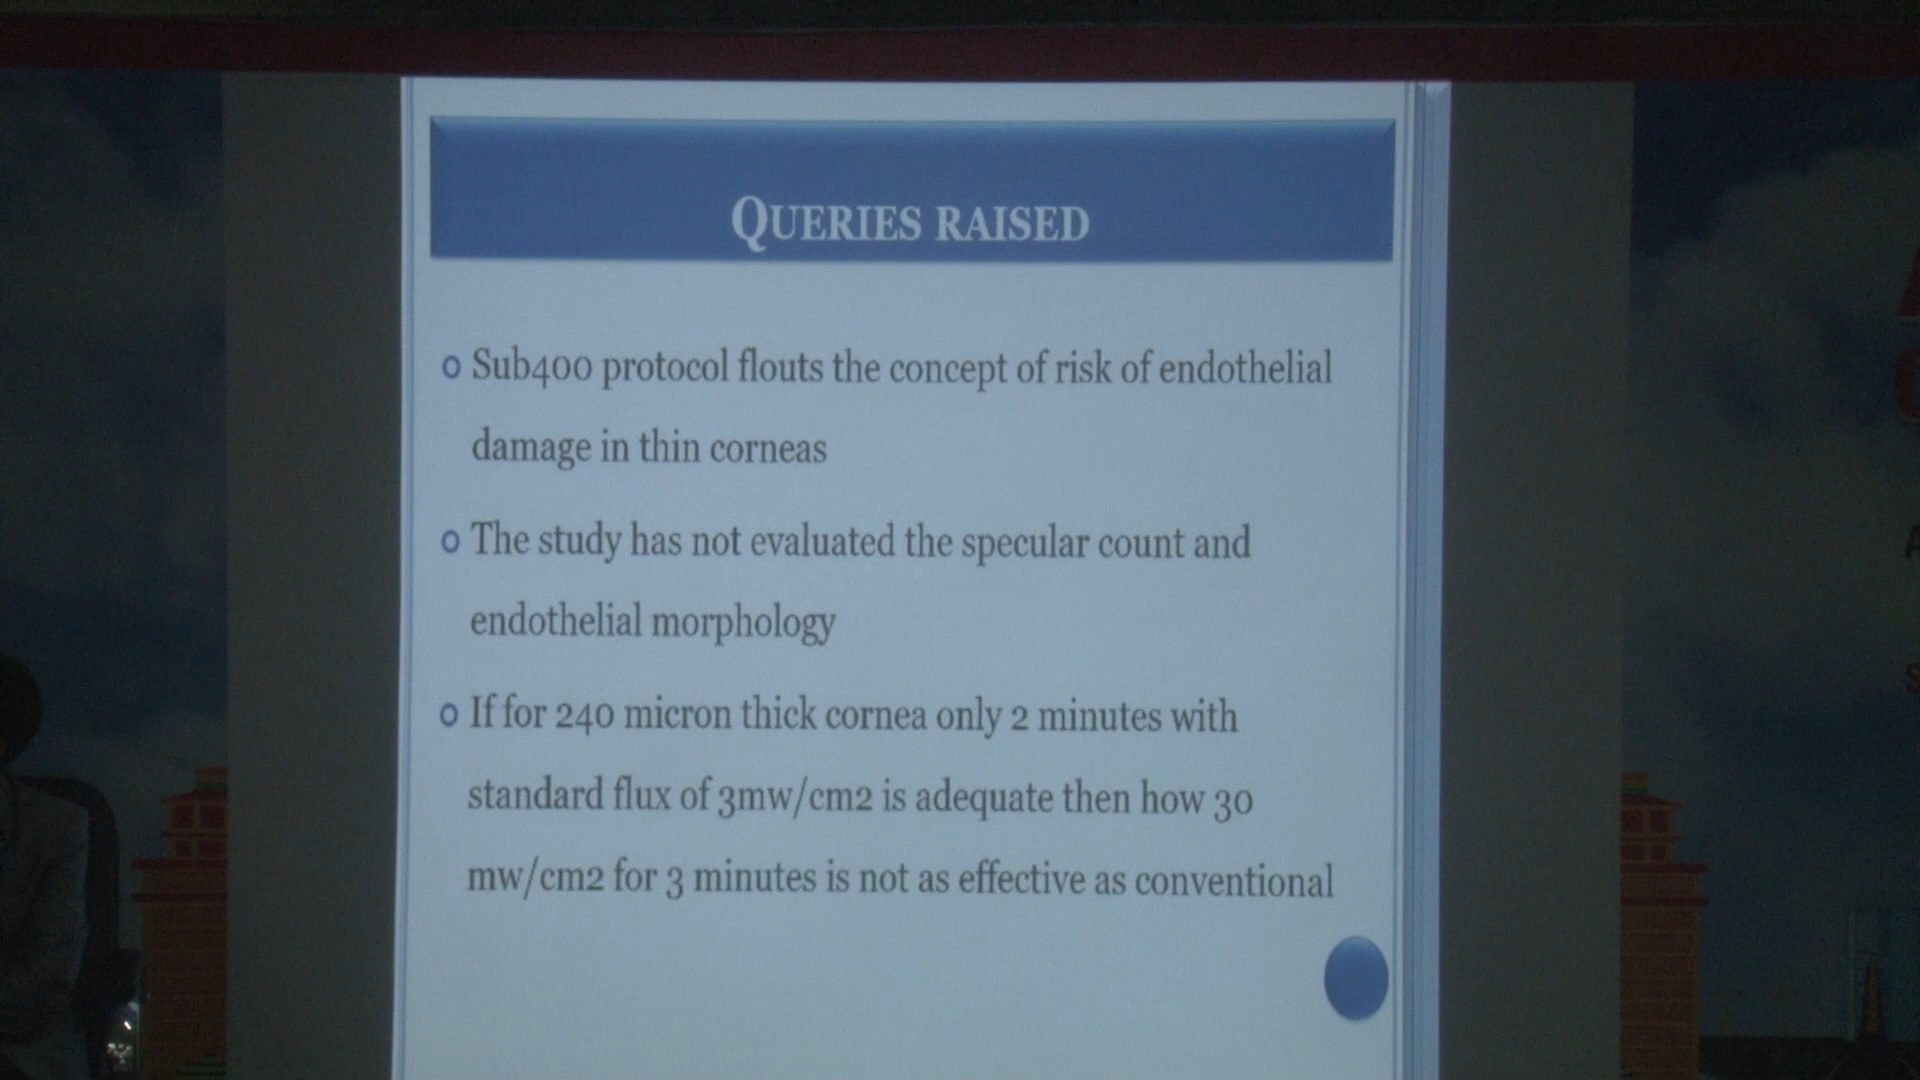 QUERIES RAISED
o Sub400 protocol flouts the concept of risk of endothelial
damage in thin corneas
o The study has not evaluated the specular count and
endothelial morphology
o If for 240 micron thick cornea only 2 minutes with
standard flux of 3mw/cm2 is adequate then how 30
mw/cm2 for 3 minutes is not as effective as conventional